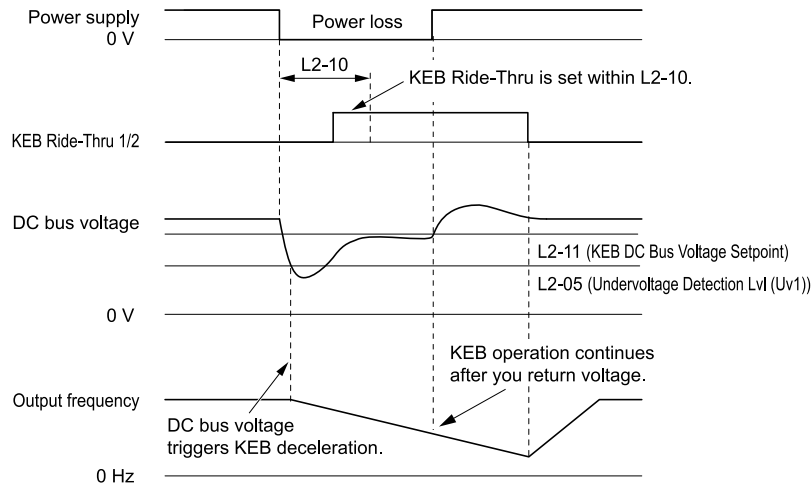 Power supply
0 V
Power loss
L2-10
KEB Ride-Thru is set within L2-10.
KEB Ride-Thru 1/2
DC bus voltage
L2-11 (KEB DC Bus Voltage Setpoint)
L2-05 (Undervoltage Detection Lvl (Uv1))
0 V
KEB operation continues
after you return voltage.
Output frequency
DC bus voltage
triggers KEB deceleration.
0 Hz